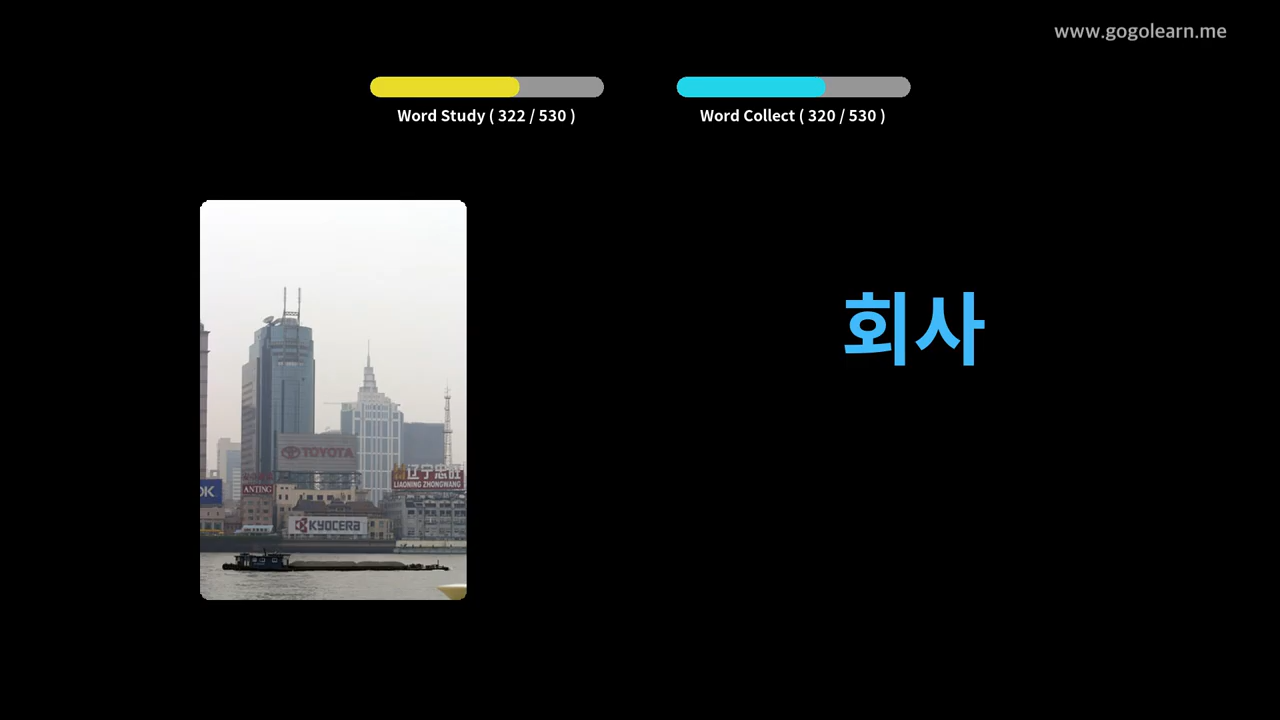 www.gogolearn.me
Word Study ( 322 / 530 )
Word Collect ( 320 / 530 )
회사
TOYOTA
辽宁忠旺
LIAONING ZHONGWANG
OK
ANTING
KYOCERA